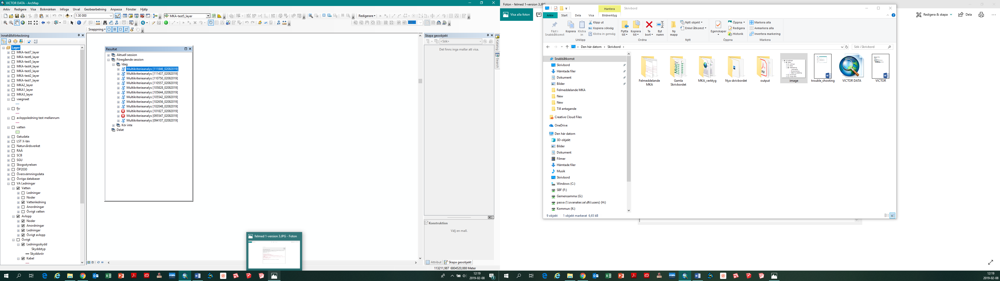 VICTOR DATA - ArcMap
Arkiv Redigera Visa Bokmärken Infoga Urval Geobearbetning Anpassa Fönster Hjälp
1:30 000
MKA-test5_layer
Redigerare
Snappning
Innehållsförteckning
Lager
MKA-test7_layer
MKA-test6_layer
MKA-test5_layer
MKA-test4_layer
MKA-test3_layer
MKA-test2_layer
MKA-test1_layer
MKA2_layer
MKA1_layer
MKA3_layer
vaegnaet
fjv
avloppsledning test mellanrum
vatten
Gatudata
LST X-län
Naturvårdsverket
RAÄ
SCB
SGU
Skogsstyrelsen
ÖP2030
Översvämningsdata
Övriga databaser
VA Ledningar
Vatten
Ledningar
Noder
Vattenledning
Anordningar
Övrigt vatten
Avlopp
Noder
Anordningar
Ledningar
Övrigt avlopp
Övrigt
Ledningsskydd
Skyddstyp
Skyddsrör
Kabel
Resultat
Aktuell session
Föregående session
Idag
Multikriterieanalys [111846_02082019]
Multikriterieanalys [111437_02082019]
Multikriterieanalys [110750_02082019]
Multikriterieanalys [110557_02082019]
Multikriterieanalys [105828_02082019]
Multikriterieanalys [105644_02082019]
Multikriterieanalys [105542_02082019]
Multikriterieanalys [102656_02082019]
Multikriterieanalys [102048_02082019]
Multikriterieanalys [101827_02082019]
Multikriterieanalys [095547_02082019]
Multikriterieanalys [094107_02082019]
Kör inte
Delat
Skapa geoobjekt
<Sök>
Det finns inga mallar att visa.
Katalog
Search
Konstruktion
Välj en mall.
Attribut Skapa geoobjekt
113211,987 6804520,888 Meter
felmed 1-version 3.JPG - Foton
12:19
2019-02-08
Foton - felmed 1-version 3.JPG
Visa alla foton
Redigera & skapa Dela
Hantera Skrivbord
Arkiv Start Dela Visa Bildverktyg
Fäst i Snabbåtkomst
Kopiera
Klistra in
Klipp ut
Kopiera sökväg
Klistra in genväg
Urklipp
Flytta till
Kopiera till
Ta bort
Byt namn
Ordna
Ny mapp
Nytt objekt
Enkel åtkomst
Nytt
Egenskaper
Öppna
Redigera
Historik
Öppna
Markera alla
Avmarkera alla
Invertera markering
Markera
Den här datorn Skrivbord
Sök i Skrivbord
Snabbåtkomst
Skrivbord
Hämtade filer
Dokument
Bilder
Felmeddelande MKA
New
New
Till antagande
Creative Cloud Files
OneDrive
Den här datorn
3D-objekt
Bilder
Dokument
Filmer
Hämtade filer
Musik
Skrivbord
Windows (C:)
SBF (F:)
Gemensamma (G:)
pasva (\\ovanaker.se\dfs\users) (H:)
Kommun (K:)
Felmeddelande MKA
Gamla Skrivbordet
MKA_verktyg
Nya skrivbordet
output
image
trouble_shooting
VICTOR DATA
VICTOR
9 objekt 1 objekt markerat 6,65 kB
12:19
2019-02-08